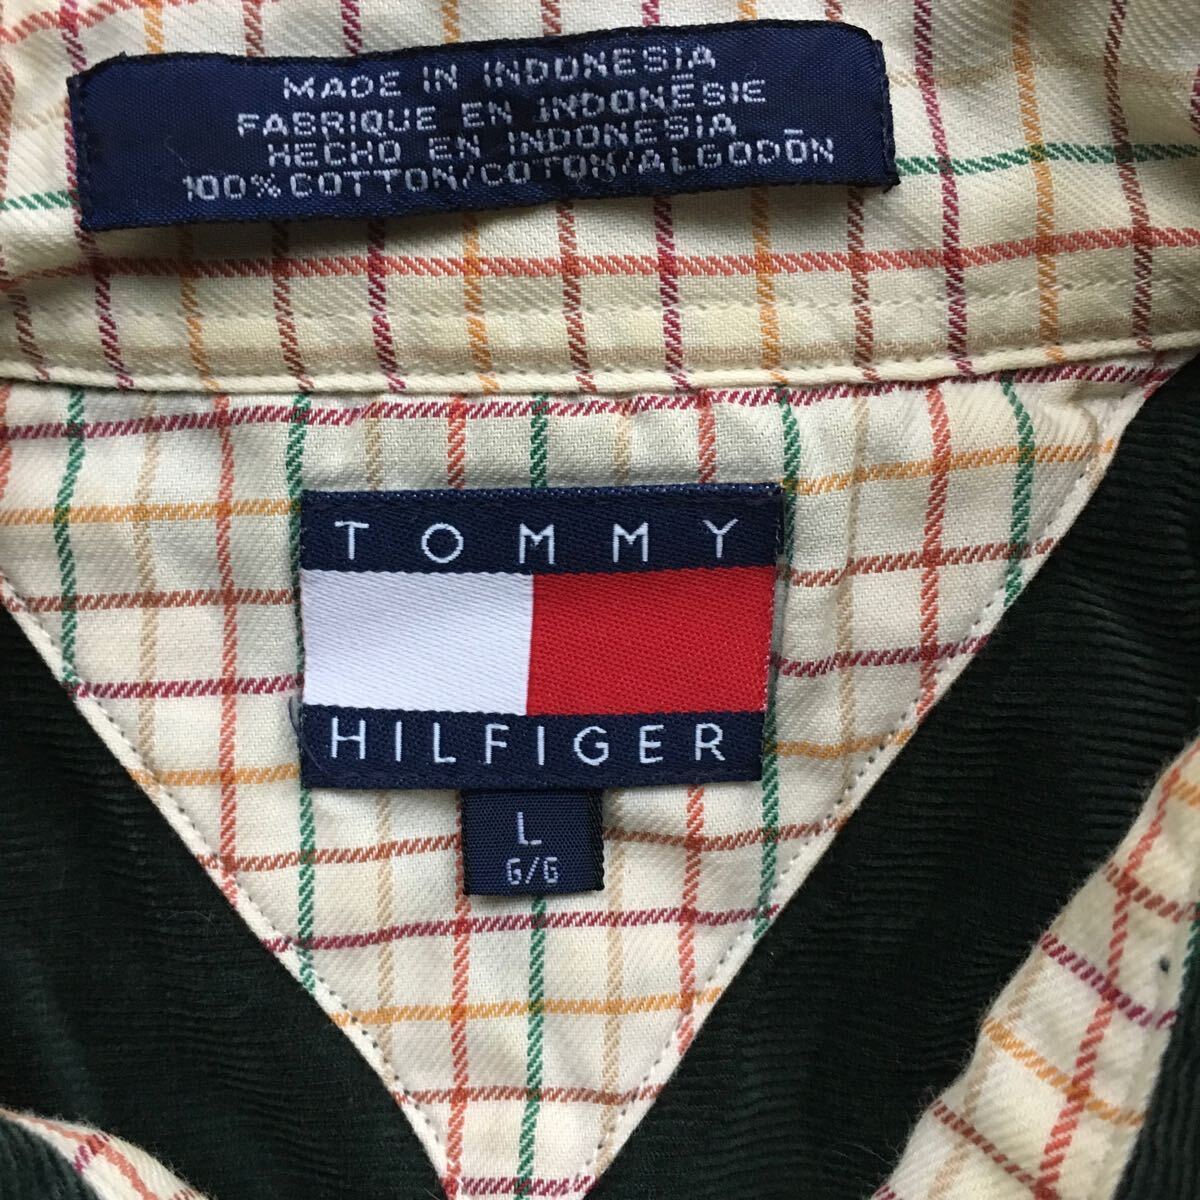 MADE IN INDONESIA
FABRIQUE EN INDONÉSIE
HECHO EN INDONESIA
100% COTTON/COTON/ALGODÓN
TOMMY
HILFIGER
L
G/G